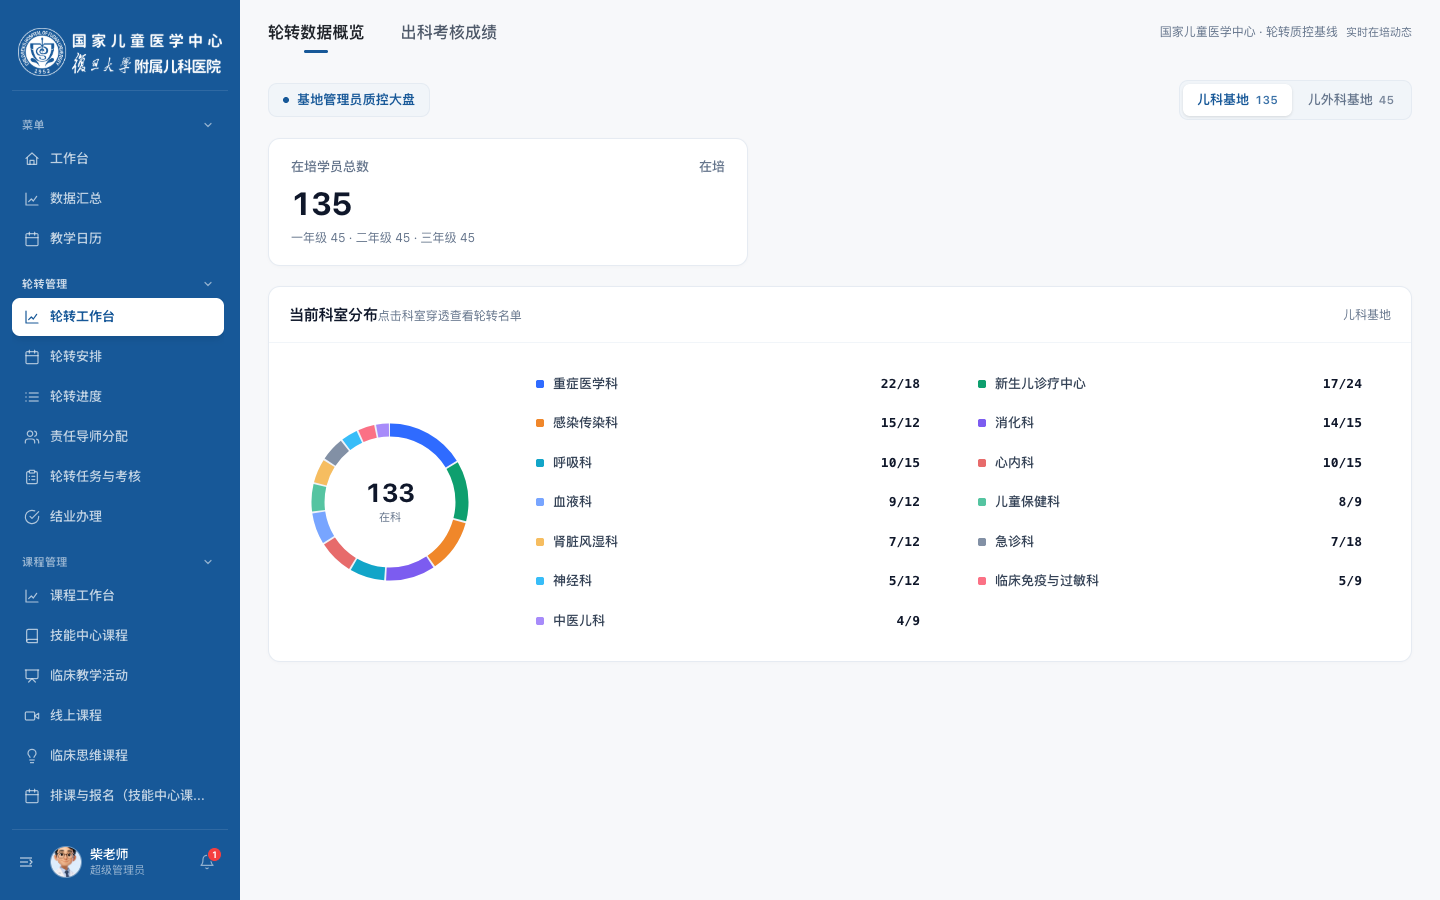 国家儿童医学中心
復旦大学附属儿科医院
1952
菜单
工作台
数据汇总
教学日历
轮转管理
轮转工作台
轮转安排
轮转进度
责任导师分配
轮转任务与考核
结业办理
课程管理
课程工作台
技能中心课程
临床教学活动
线上课程
临床思维课程
排课与报名（技能中心课...
柴老师
超级管理员
1
轮转数据概览
出科考核成绩
国家儿童医学中心 · 轮转质控基线 实时在培动态
基地管理员质控大盘
儿科基地 135
儿外科基地 45
在培学员总数
在培
135
一年级 45 · 二年级 45 · 三年级 45
当前科室分布点击科室穿透查看轮转名单
儿科基地
133
在科
重症医学科 22/18
新生儿诊疗中心 17/24
感染传染科 15/12
消化科 14/15
呼吸科 10/15
心内科 10/15
血液科 9/12
儿童保健科 8/9
肾脏风湿科 7/12
急诊科 7/18
神经科 5/12
临床免疫与过敏科 5/9
中医儿科 4/9